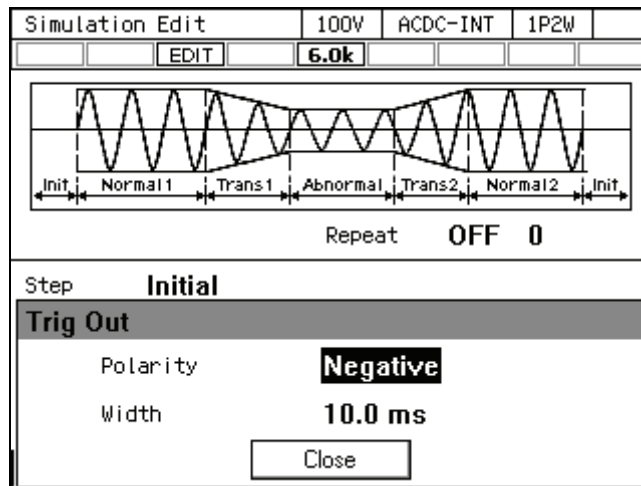 Simulation Edit 100V ACDC-INT 1P2W
EDIT 6.0k
Init Normal1 Trans1 Abnormal Trans2 Normal2 Init
Repeat OFF 0
Step Initial
Trig Out
Polarity Negative
Width 10.0 ms
Close